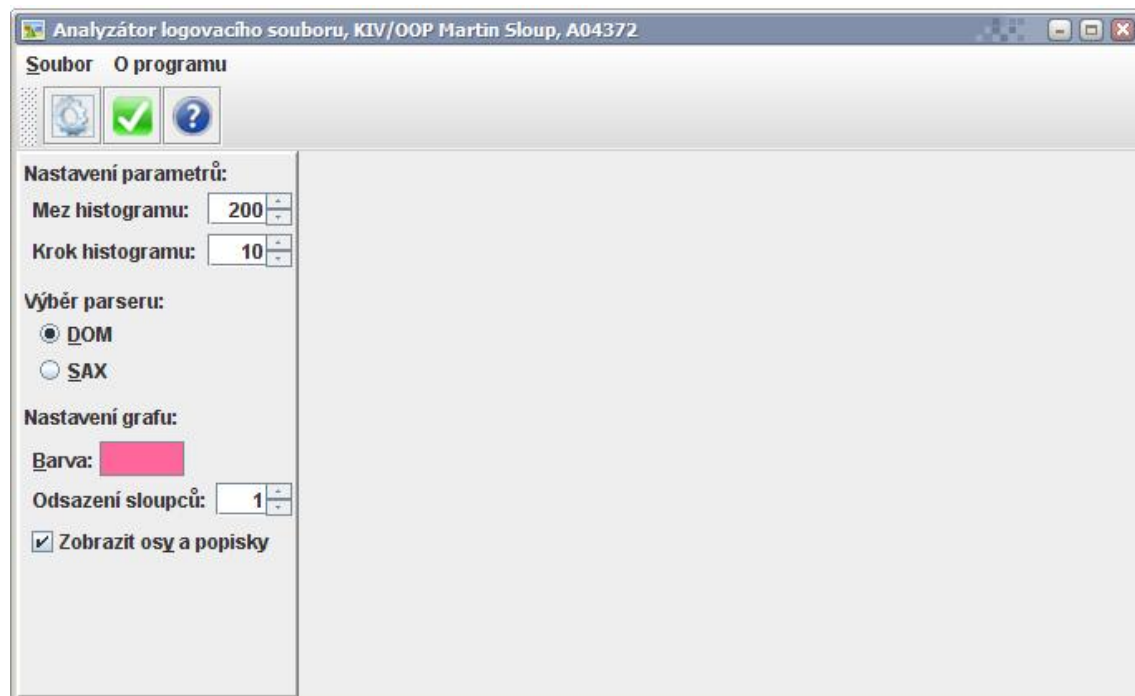 Analyzátor logovacího souboru, KIV/OOP Martin Sloup, A04372
Soubor O programu
Nastavení parametrů:
Mez histogramu: 200
Krok histogramu: 10
Výběr parseru:
DOM
SAX
Nastavení grafu:
Barva:
Odsazení sloupců: 1
Zobrazit osy a popisky